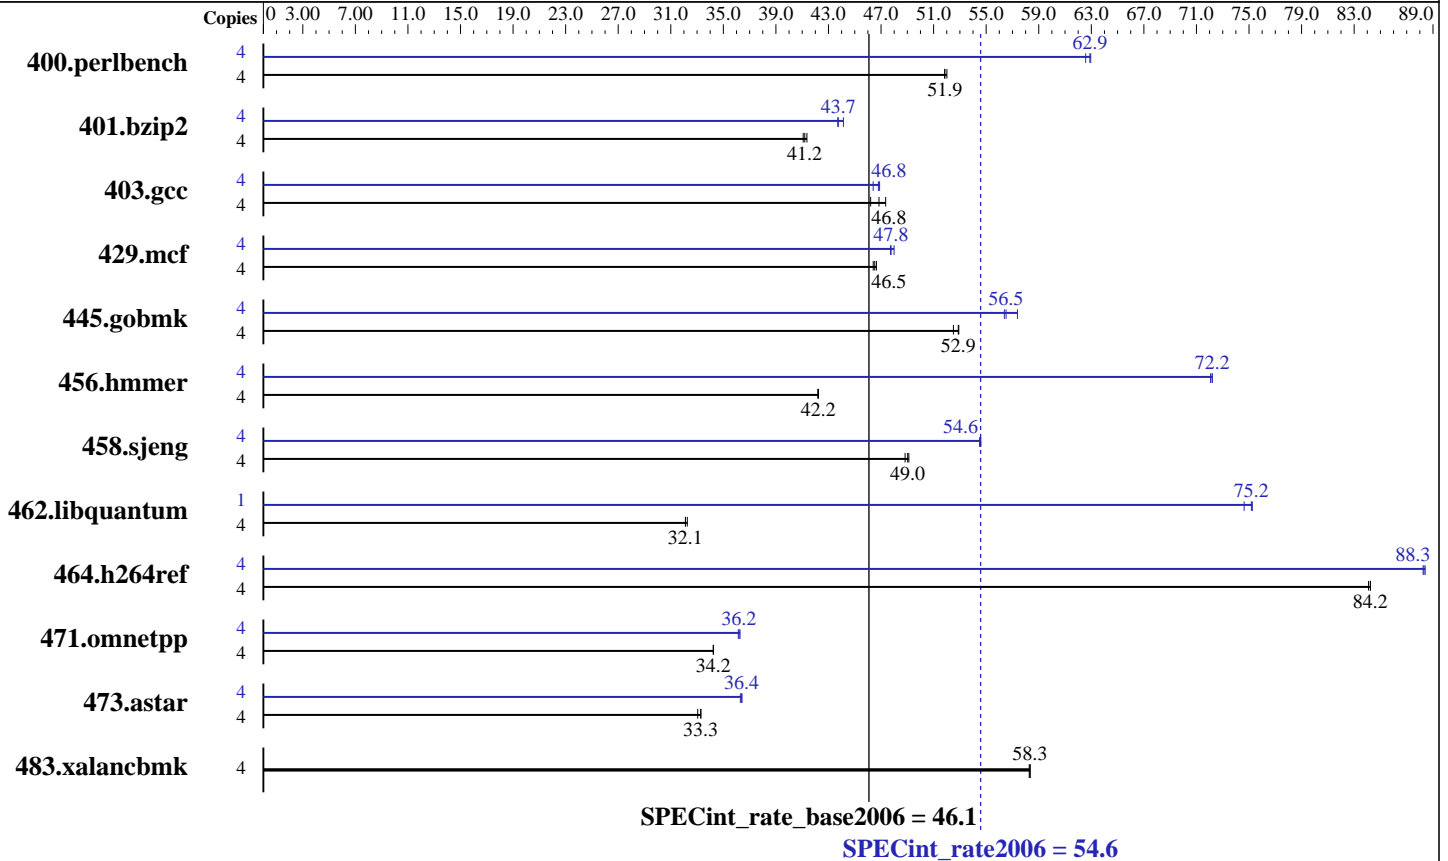 Copies 0 3.00 7.00 11.0 15.0 19.0 23.0 27.0 31.0 35.0 39.0 43.0 47.0 51.0 55.0 59.0 63.0 67.0 71.0 75.0 79.0 83.0 89.0
400.perlbench 4 62.9
4 51.9
401.bzip2 4 43.7
4 41.2
403.gcc 4 46.8
4 46.8
429.mcf 4 47.8
4 46.5
445.gobmk 4 56.5
4 52.9
456.hmmer 4 72.2
4 42.2
458.sjeng 4 54.6
4 49.0
462.libquantum 1 75.2
4 32.1
464.h264ref 4 88.3
4 84.2
471.omnetpp 4 36.2
4 34.2
473.astar 4 36.4
4 33.3
483.xalancbmk 4 58.3
SPECint_rate_base2006 = 46.1
SPECint_rate2006 = 54.6